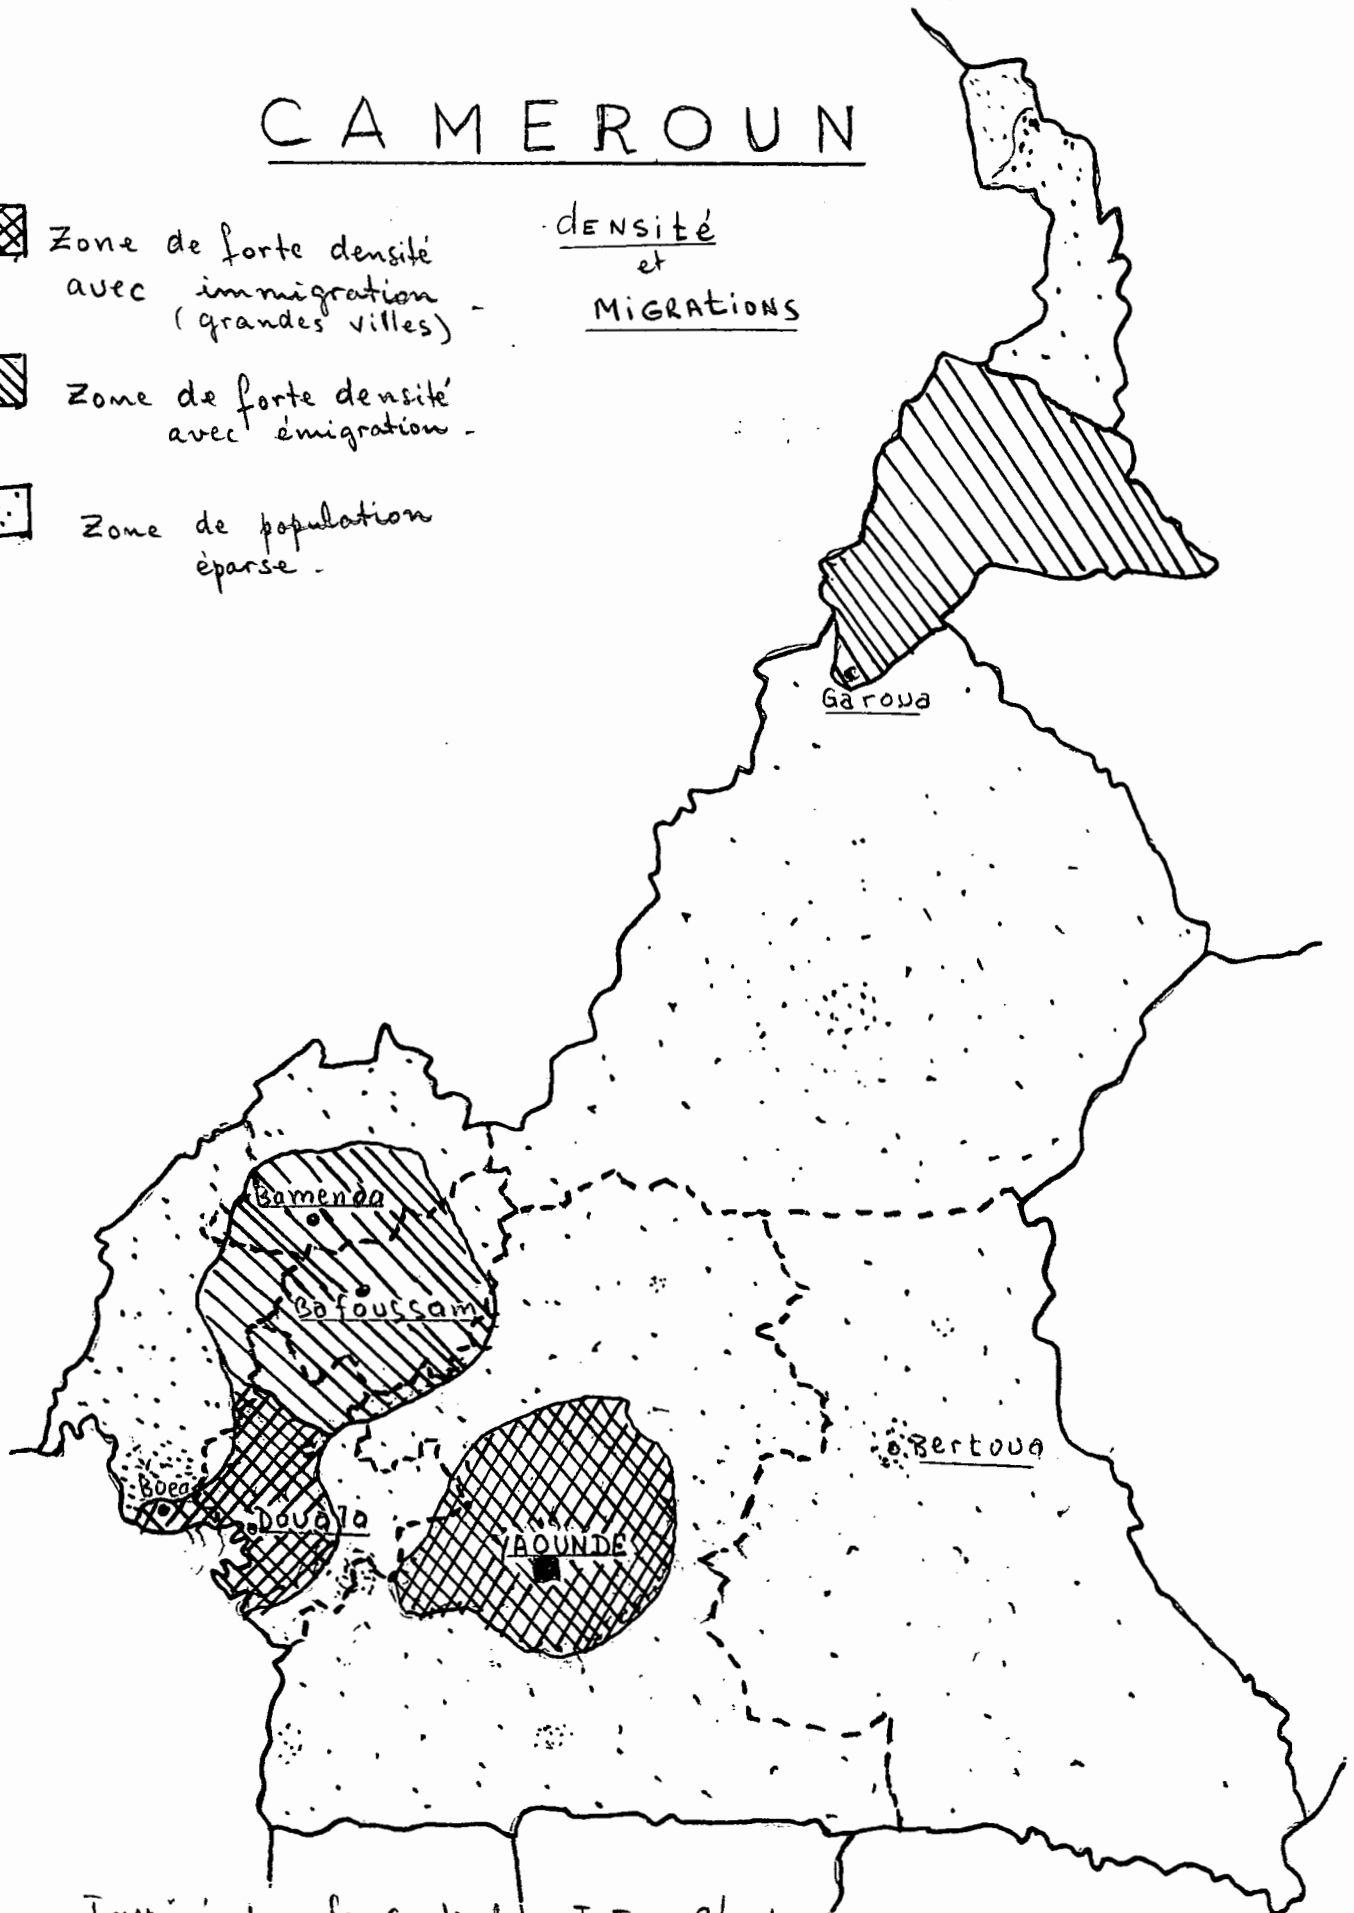 CAMEROUN
dENSité
et
MiGRAtiONS
Zone de forte densité
avec immigration
(grandes villes) -
Zone de forte densité
avec émigration -
Zone de population
éparse -
Garoua
Bamenda
Bafoussam
Bertoua
Buea
Douala
YAOUNDE